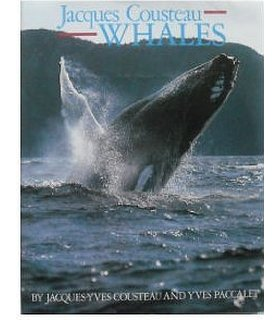 Jacques Cousteau
WHALES
BY JACQUES-YVES COUSTEAU AND YVES PACCALET